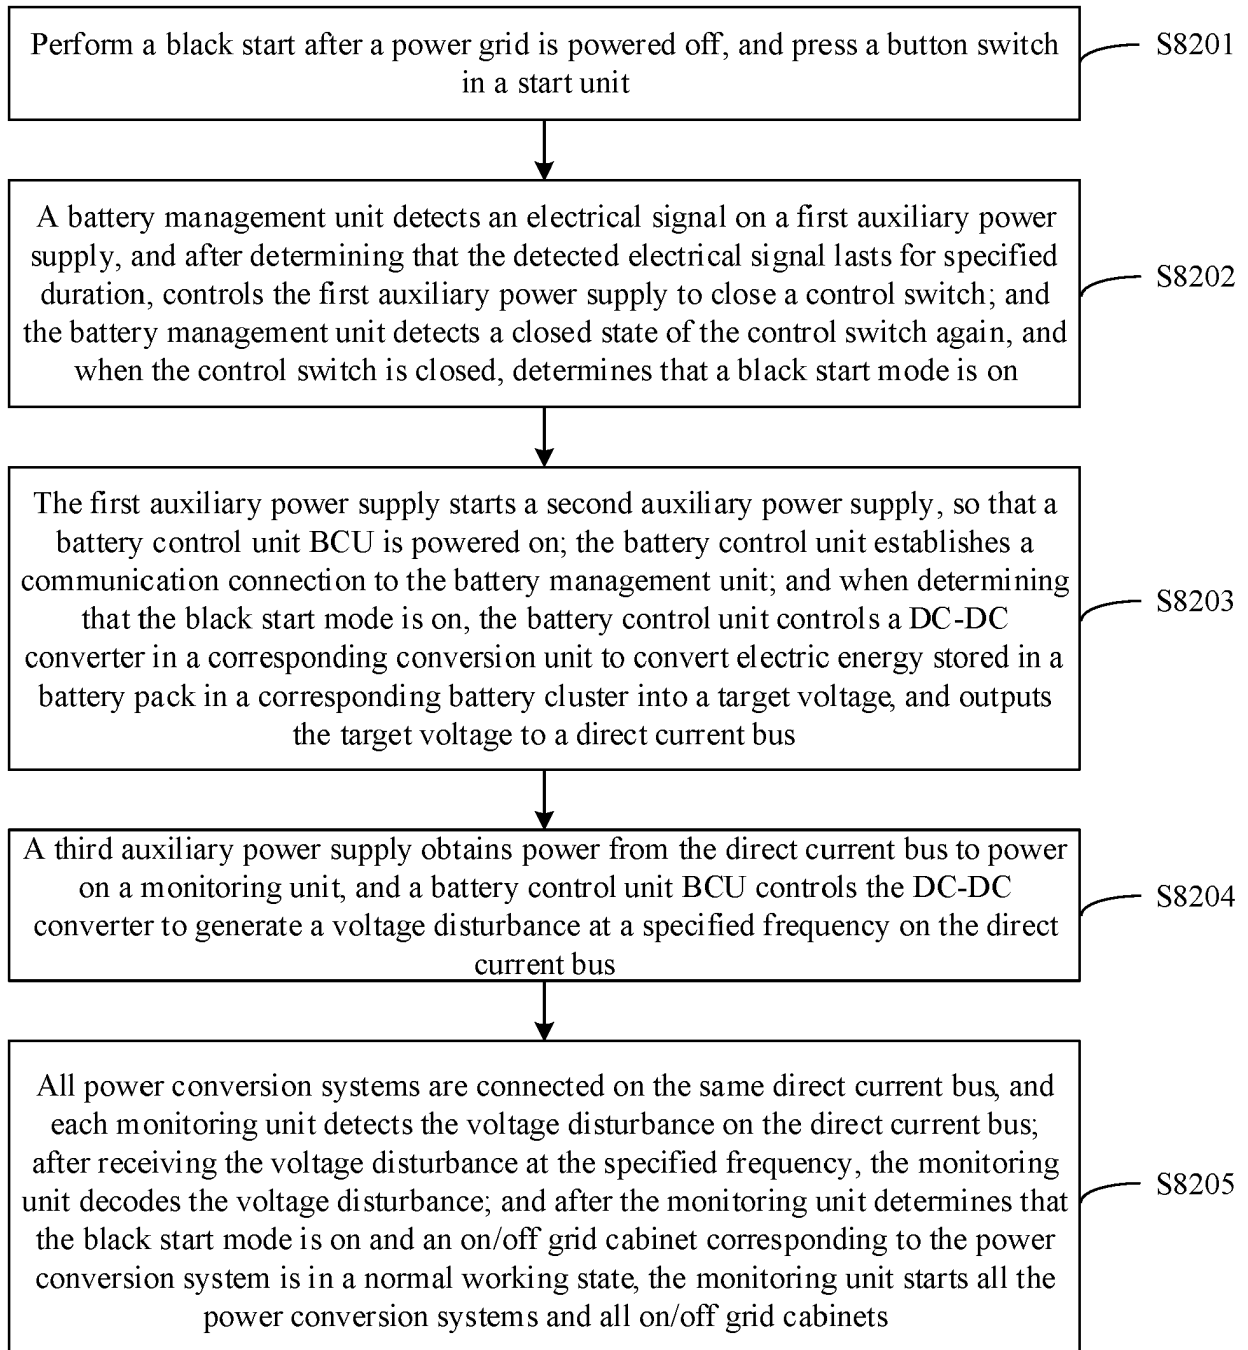 Perform a black start after a power grid is powered off, and press a button switch
in a start unit
S8201
A battery management unit detects an electrical signal on a first auxiliary power
supply, and after determining that the detected electrical signal lasts for specified
duration, controls the first auxiliary power supply to close a control switch; and
the battery management unit detects a closed state of the control switch again, and
when the control switch is closed, determines that a black start mode is on
S8202
The first auxiliary power supply starts a second auxiliary power supply, so that a
battery control unit BCU is powered on; the battery control unit establishes a
communication connection to the battery management unit; and when determining
that the black start mode is on, the battery control unit controls a DC-DC
converter in a corresponding conversion unit to convert electric energy stored in a
battery pack in a corresponding battery cluster into a target voltage, and outputs
the target voltage to a direct current bus
S8203
A third auxiliary power supply obtains power from the direct current bus to power
on a monitoring unit, and a battery control unit BCU controls the DC-DC
converter to generate a voltage disturbance at a specified frequency on the direct
current bus
S8204
All power conversion systems are connected on the same direct current bus, and
each monitoring unit detects the voltage disturbance on the direct current bus;
after receiving the voltage disturbance at the specified frequency, the monitoring
unit decodes the voltage disturbance; and after the monitoring unit determines that
the black start mode is on and an on/off grid cabinet corresponding to the power
conversion system is in a normal working state, the monitoring unit starts all the
power conversion systems and all on/off grid cabinets
S8205